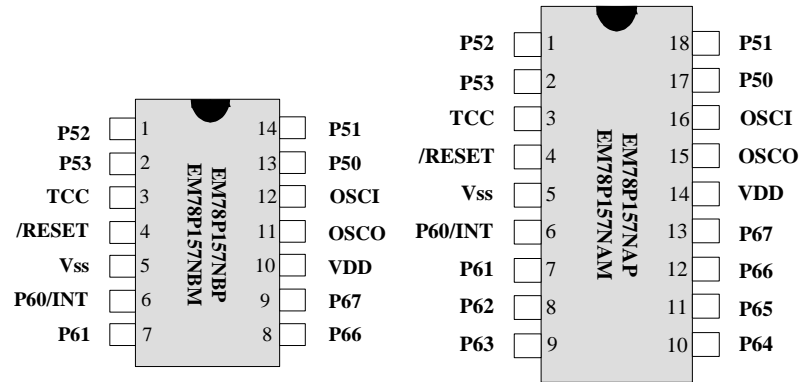 P52 1 14 P51
P53 2 13 P50
TCC 3 12 OSCI
/RESET 4 11 OSCO
Vss 5 10 VDD
P60/INT 6 9 P67
P61 7 8 P66
EM78P157NBP
EM78P157NBM
P52 1 18 P51
P53 2 17 P50
TCC 3 16 OSCI
/RESET 4 15 OSCO
Vss 5 14 VDD
P60/INT 6 13 P67
P61 7 12 P66
P62 8 11 P65
P63 9 10 P64
EM78P157NAP
EM78P157NAM